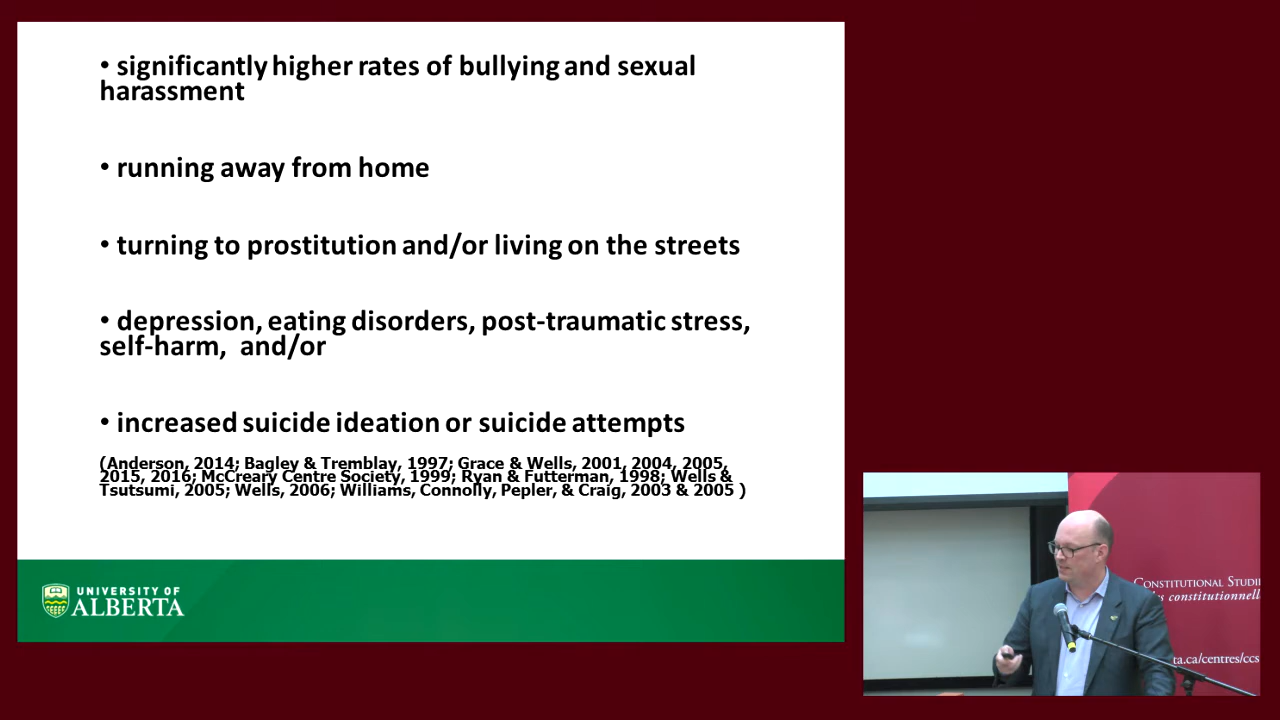 • significantly higher rates of bullying and sexual
harassment
• running away from home
• turning to prostitution and/or living on the streets
• depression, eating disorders, post-traumatic stress,
self-harm, and/or
• increased suicide ideation or suicide attempts
(Anderson, 2014; Bagley & Tremblay, 1997; Grace & Wells, 2001, 2004, 2005,
2015, 2016; McCreary Centre Society, 1999; Ryan & Futterman, 1998; Wells &
Tsutsumi, 2005; Wells, 2006; Williams, Connolly, Pepler, & Craig, 2003 & 2005 )
UNIVERSITY OF
ALBERTA
CONSTITUTIONAL
constitutionnell
ta.ca/centres/ccs